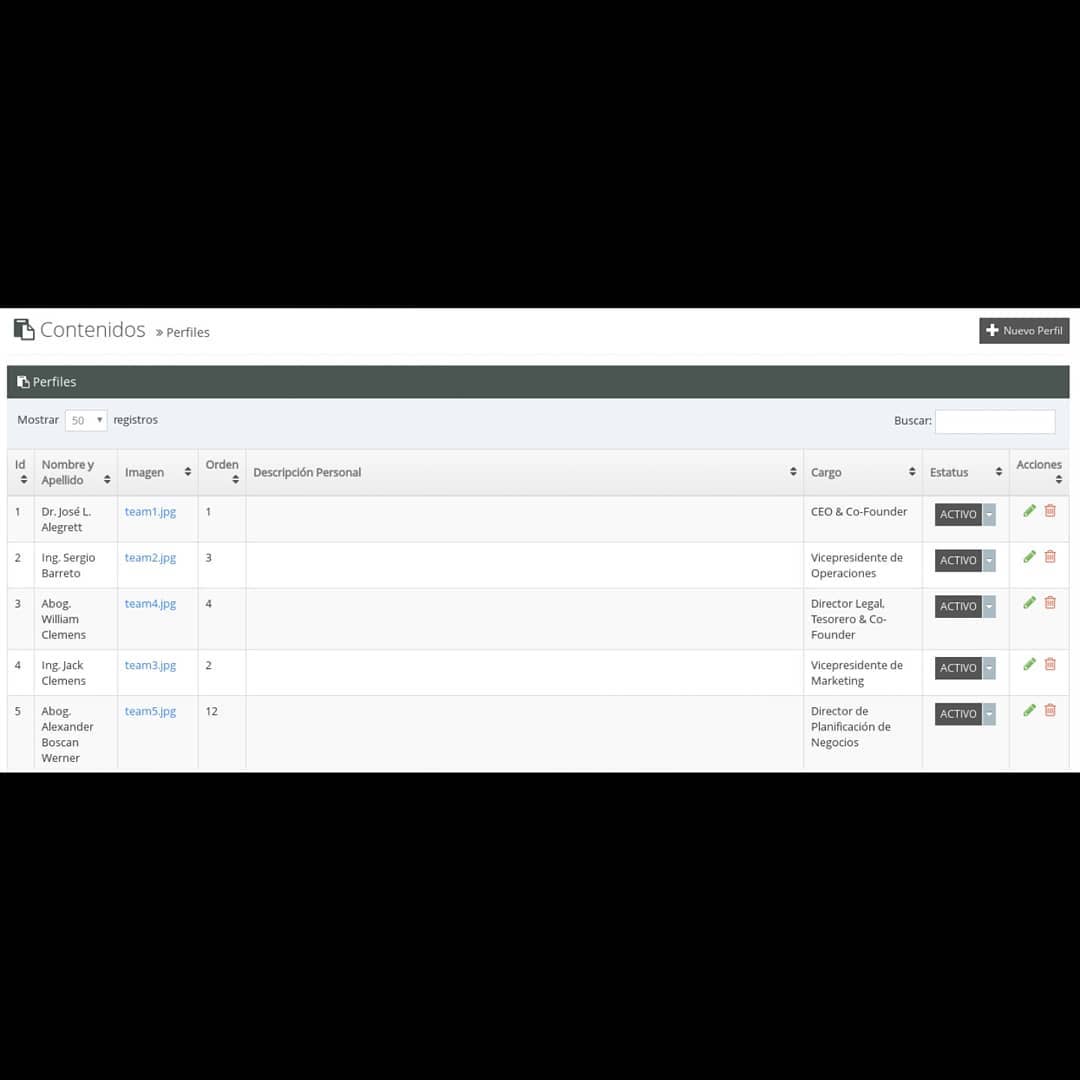 Contenidos » Perfiles
Nuevo Perfil
Perfiles
Mostrar 50 registros
Buscar:
Id
Nombre y
Apellido
Imagen
Orden
Descripción Personal
Cargo
Estatus
Acciones
1
Dr. José L.
Alegrett
team1.jpg
1
CEO & Co-Founder
ACTIVO
2
Ing. Sergio
Barreto
team2.jpg
3
Vicepresidente de
Operaciones
ACTIVO
3
Abog.
William
Clemens
team4.jpg
4
Director Legal,
Tesorero & Co-
Founder
ACTIVO
4
Ing. Jack
Clemens
team3.jpg
2
Vicepresidente de
Marketing
ACTIVO
5
Abog.
Alexander
Boscan
Werner
team5.jpg
12
Director de
Planificación de
Negocios
ACTIVO